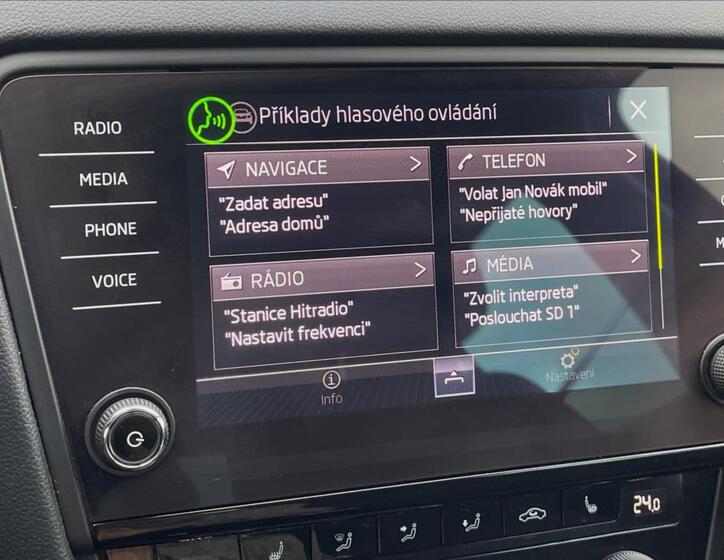 RADIO
MEDIA
PHONE
VOICE
Příklady hlasového ovládání
NAVIGACE
"Zadat adresu"
"Adresa domů"
TELEFON
"Volat Jan Novák mobil"
"Nepřijaté hovory"
RÁDIO
"Stanice Hitradio"
"Nastavit frekvenci"
MÉDIA
"Zvolit interpreta"
"Poslouchat SD 1"
Info
Nastavení
24.0